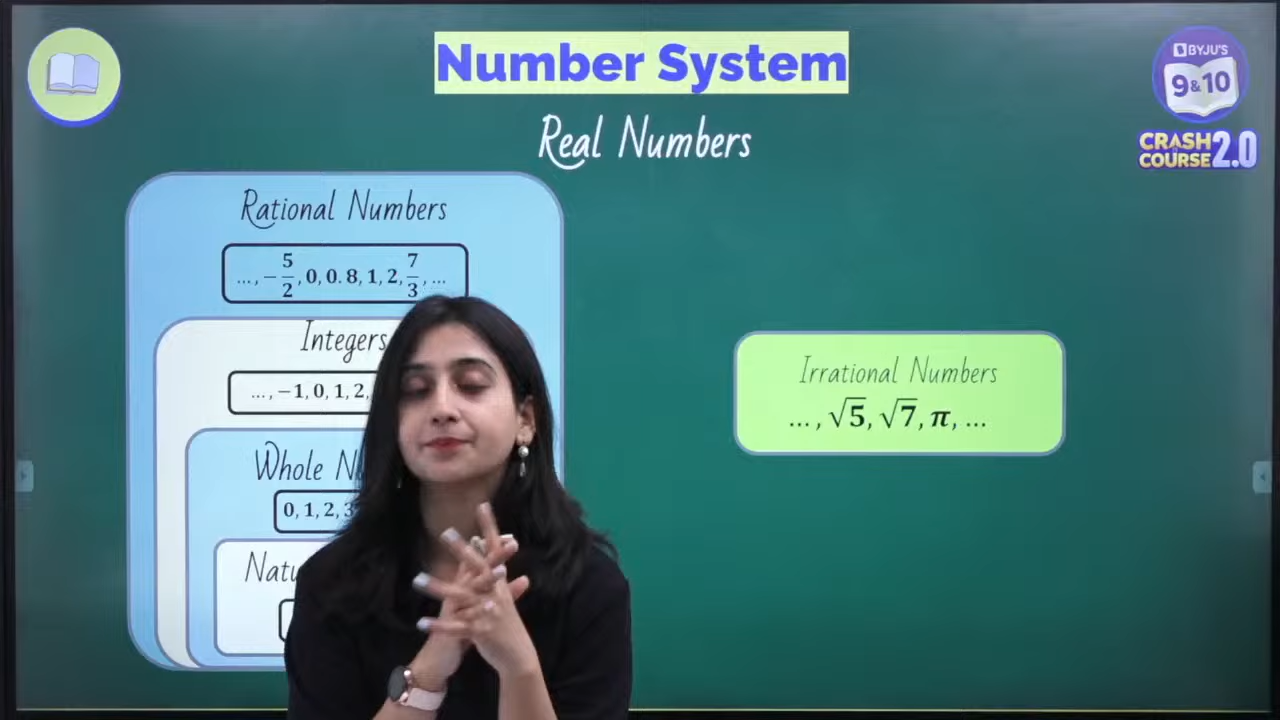 Number System
BYJU'S
9&10
CRASH COURSE 2.0
Real Numbers
Rational Numbers
..., -5/2, 0, 0.8, 1, 2, 7/3, ...
Integers
..., -1, 0, 1, 2,
Whole
0, 1, 2, 3
Irrational Numbers
..., √5, √7, π, ...